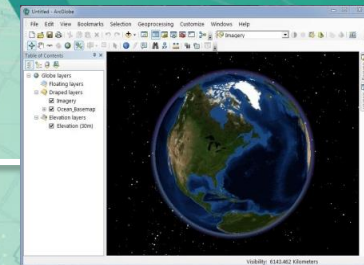 Untitled - ArcGlobe
File Edit View Bookmarks Selection Geoprocessing Customize Windows Help
Imagery
Table of Contents
Globe layers
Floating layers
Draped layers
Imagery
Ocean_Basemap
Elevation layers
Elevation (30m)
Visibility: 6143.462 Kilometers